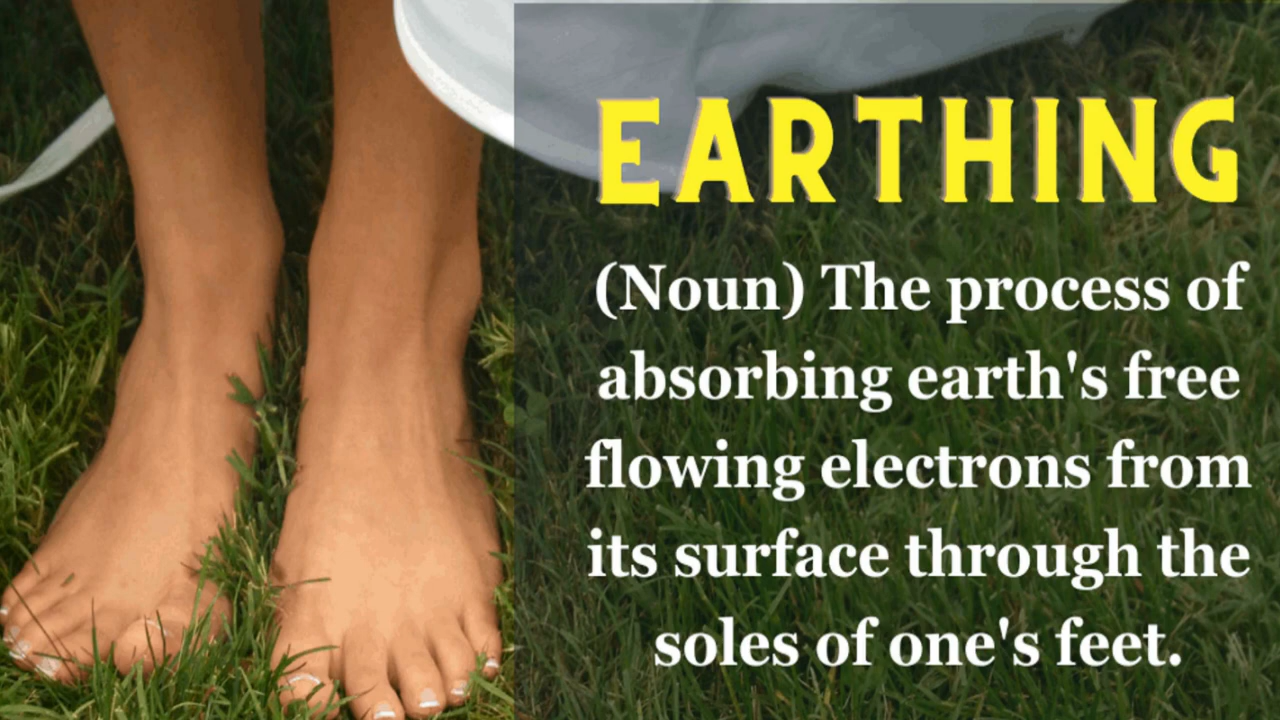 EARTHING
(Noun) The process of
absorbing earth's free
flowing electrons from
its surface through the
soles of one's feet.